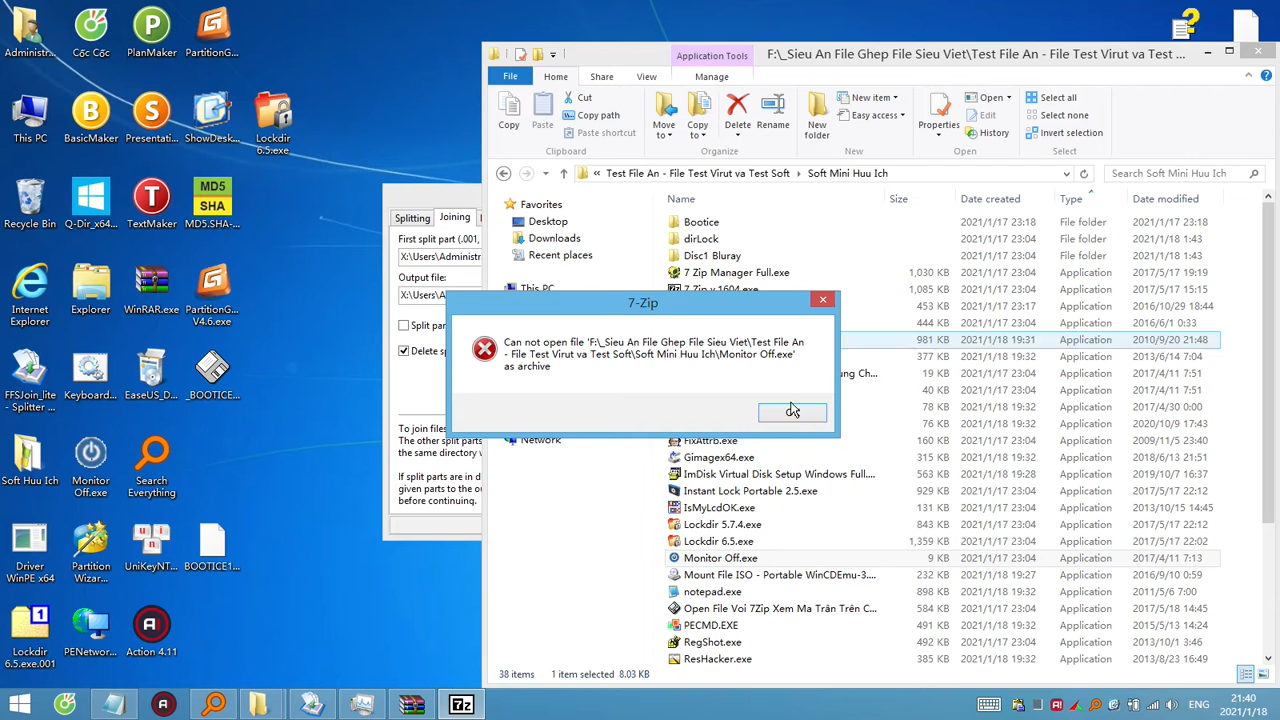 Administr...
Cốc Cốc
PlanMaker
PartitionG...
This PC
BasicMaker
Presentati...
ShowDesk...
Lockdir
6.5.exe
Recycle Bin
Q-Dir_x64...
TextMaker
MD5.SHA-...
MD5
SHA
Internet
Explorer
Explorer
WinRAR.exe
PartitionG...
V4.6.exe
FFSJoin_lite
- Splitter ...
Keyboard...
EaseUS_D...
_BOOTICE...
Soft Huu Ich
Monitor
Off.exe
Search
Everything
Driver
WinPE x64
Partition
Wizar...
UniKeyNT...
BOOTICE1...
Lockdir
6.5.exe.001
PENetwor...
Action 4.11
Splitting
Joining
First split part (.001,
X:\Users\Administr
Output file:
X:\Users\A
Split par
Delete s
To join files
The other split parts
the same directory
If split parts are in d
given parts to the ou
before continuing.
Application Tools
F:\_Sieu An File Ghep File Sieu Viet\Test File An - File Test Virut va Test ...
File
Home
Share
View
Manage
Copy
Paste
Cut
Copy path
Paste shortcut
Move
to
Copy
to
Delete
Rename
New
folder
New item
Easy access
Properties
Open
Edit
History
Select all
Select none
Invert selection
Clipboard
Organize
New
Open
Select
« Test File An - File Test Virut va Test Soft
Soft Mini Huu Ich
Search Soft Mini Huu Ich
Favorites
Desktop
Downloads
Recent places
This PC
Network
Name
Size
Date created
Type
Date modified
Bootice 2021/1/17 23:18 File folder 2021/1/17 23:18
dirLock 2021/1/17 23:04 File folder 2021/1/18 1:43
Disc1 Bluray 2021/1/17 23:04 File folder 2021/1/18 1:43
7 Zip Manager Full.exe 1,030 KB 2021/1/17 23:04 Application 2017/5/17 19:19
7 Zip v 1604.exe 1,085 KB 2021/1/17 23:04 Application 2017/5/17 19:15
453 KB 2021/1/17 23:17 Application 2016/10/29 18:44
444 KB 2021/1/17 23:04 Application 2016/6/1 0:33
981 KB 2021/1/18 19:31 Application 2010/9/20 21:48
377 KB 2021/1/17 23:04 Application 2013/6/14 7:04
ung Ch... 19 KB 2021/1/17 23:04 Application 2017/4/11 7:51
40 KB 2021/1/17 23:04 Application 2017/4/11 7:51
78 KB 2021/1/18 19:32 Application 2017/4/30 0:00
76 KB 2021/1/18 19:32 Application 2020/10/9 17:43
FixAttrb.exe 160 KB 2021/1/17 23:04 Application 2009/11/5 23:40
Gimagex64.exe 315 KB 2021/1/18 19:32 Application 2018/6/13 21:51
ImDisk Virtual Disk Setup Windows Full.... 563 KB 2021/1/18 19:28 Application 2019/10/7 16:37
Instant Lock Portable 2.5.exe 929 KB 2021/1/17 23:04 Application 2017/5/17 22:12
IsMyLcdOK.exe 131 KB 2021/1/17 23:04 Application 2013/10/15 14:45
Lockdir 5.7.4.exe 843 KB 2021/1/17 23:04 Application 2017/5/17 22:12
Lockdir 6.5.exe 1,359 KB 2021/1/17 23:04 Application 2017/5/17 22:02
Monitor Off.exe 9 KB 2021/1/17 23:04 Application 2017/4/11 7:13
Mount File ISO - Portable WinCDEmu-3.... 232 KB 2021/1/18 19:27 Application 2016/9/10 0:59
notepad.exe 898 KB 2021/1/17 23:04 Application 2011/5/6 7:00
Open File Voi 7Zip Xem Ma Trân Trên C... 584 KB 2021/1/17 23:04 Application 2017/5/18 14:45
PECMD.EXE 491 KB 2021/1/18 19:32 Application 2017/5/15 6:13
RegShot.exe 492 KB 2021/1/17 23:04 Application 2013/10/1 3:46
ResHacker.exe 385 KB 2021/1/18 19:32 Application 2013/8/23 16:49
38 items
1 item selected 8.03 KB
7-Zip
Can not open file 'F:\_Sieu An File Ghep File Sieu Viet\Test File An
- File Test Virut va Test Soft\Soft Mini Huu Ich\Monitor Off.exe'
as archive
7z
ENG
21:40
2021/1/18